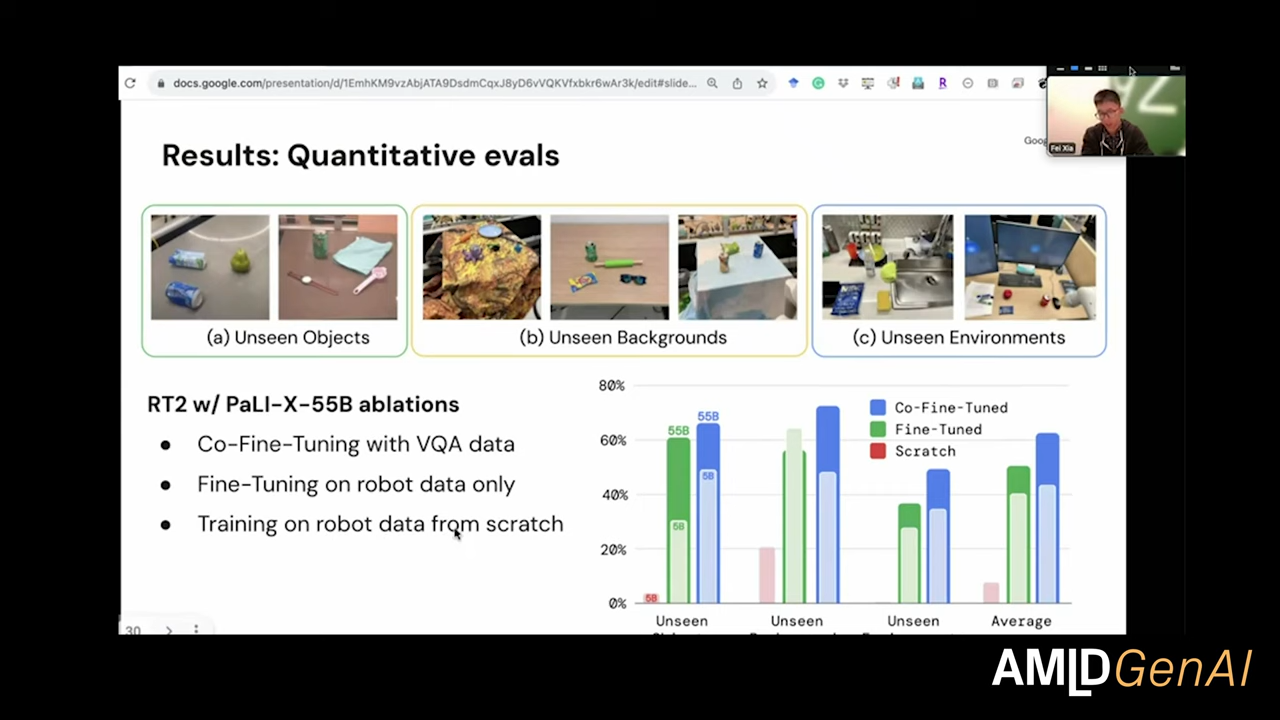 docs.google.com/presentation/d/1EmhKM9vzAbjATA9DsdmCqxJ8yD6vVQKVfxbkr6wAr3k/edit#slide...
Fei Xia
Results: Quantitative evals
(a) Unseen Objects
(b) Unseen Backgrounds
(c) Unseen Environments
RT2 w/ PaLI-X-55B ablations
● Co-Fine-Tuning with VQA data
● Fine-Tuning on robot data only
● Training on robot data from scratch
80%
60%
40%
20%
0%
Co-Fine-Tuned
Fine-Tuned
Scratch
55B
55B
5B
5B
5B
Unseen
Unseen
Unseen
Average
30
AMLD GenAI